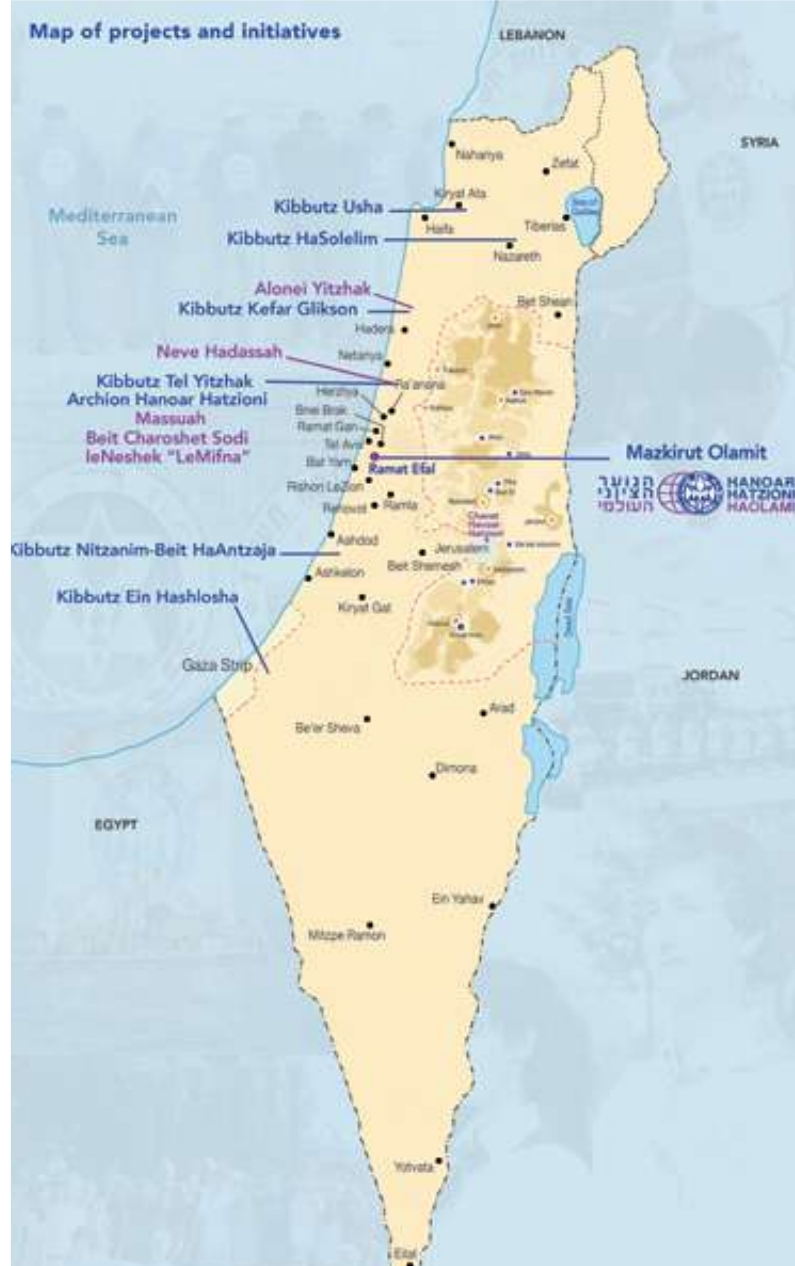 Map of projects and initiatives
LEBANON
SYRIA
Nahariya
Zefat
Kiryat Ata
Kibbutz Usha
Haifa
Tiberias
Mediterranean
Sea
Kibbutz HaSolelim
Nazareth
Alonei Yitzhak
Kibbutz Kefar Glikson
Bet Shean
Hadera
Neve Hadassah
Netanya
Kibbutz Tel Yitzhak
Ra'anana
Archion Hanoar Hatzioni
Herzliya
Massuah
Bnei Brak
Ramat Gan
Beit Charoshet Sodi
leNeshek "LeMifna"
Tel Aviv
Bat Yam
Ramat Efal
Mazkirut Olamit
הנוער
הציוני
העולמי
HANOAR
HATZIONI
HAOLAMI
Rishon LeZion
Rehovot
Ramla
Ashdod
Jerusalem
Kibbutz Nitzanim-Beit HaAntzaja
Beit Shemesh
Ashkelon
Kibbutz Ein Hashlosha
Kiryat Gat
Dead Sea
Gaza Strip
JORDAN
Arad
Be'er Sheva
Dimona
EGYPT
Ein Yahav
Mitzpe Ramon
Yotvata
Eilat